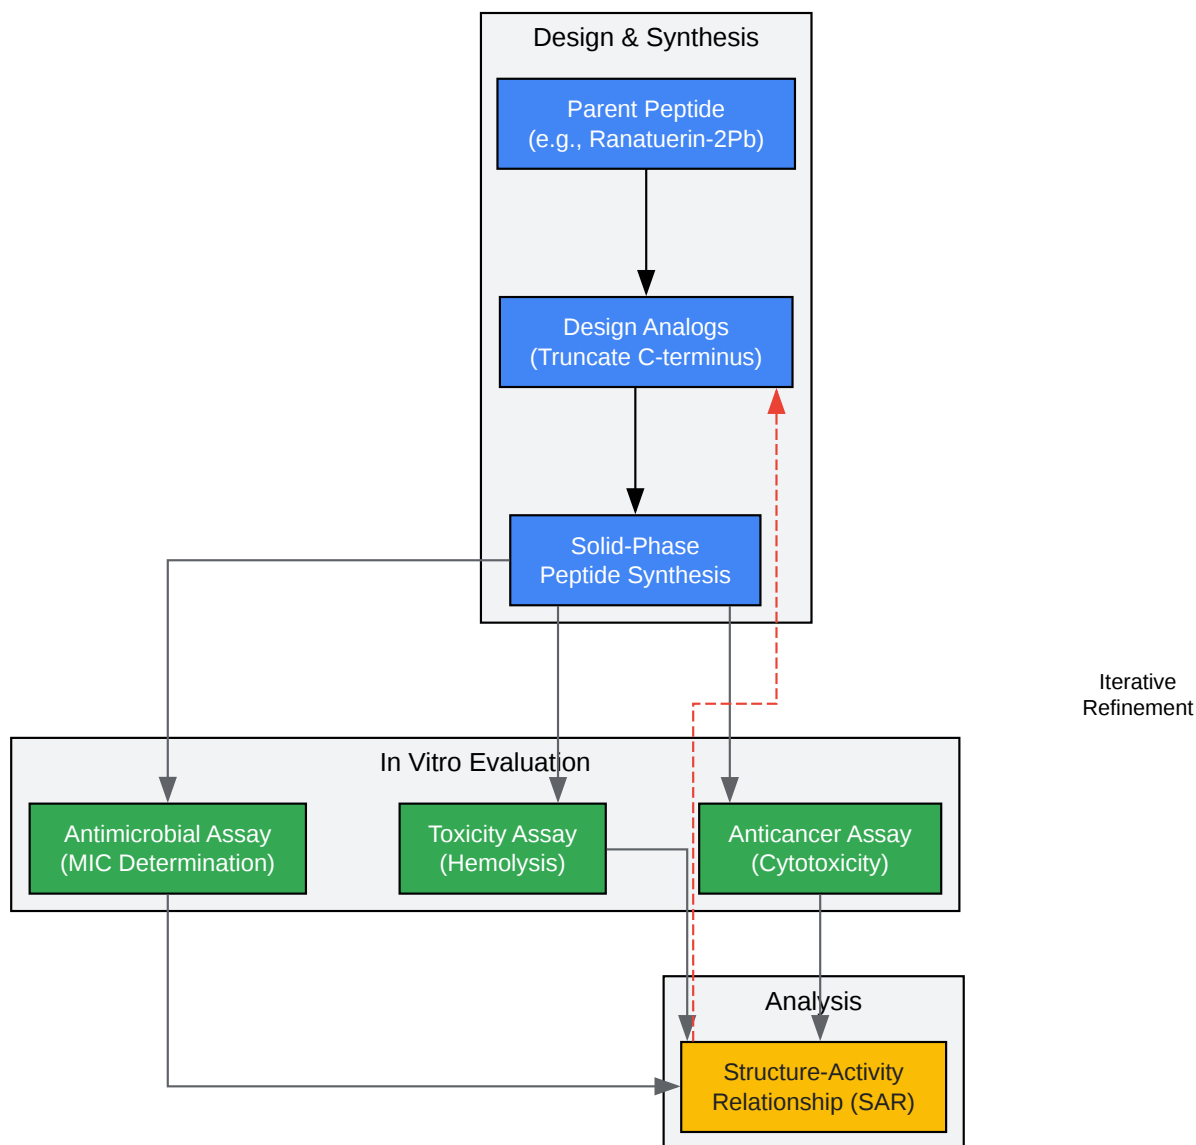 Design & Synthesis
Parent Peptide
(e.g., Ranatuerin-2Pb)
Design Analogs
(Truncate C-terminus)
Solid-Phase
Peptide Synthesis
Iterative
Refinement
In Vitro Evaluation
Antimicrobial Assay
(MIC Determination)
Toxicity Assay
(Hemolysis)
Anticancer Assay
(Cytotoxicity)
Analysis
Structure-Activity
Relationship (SAR)